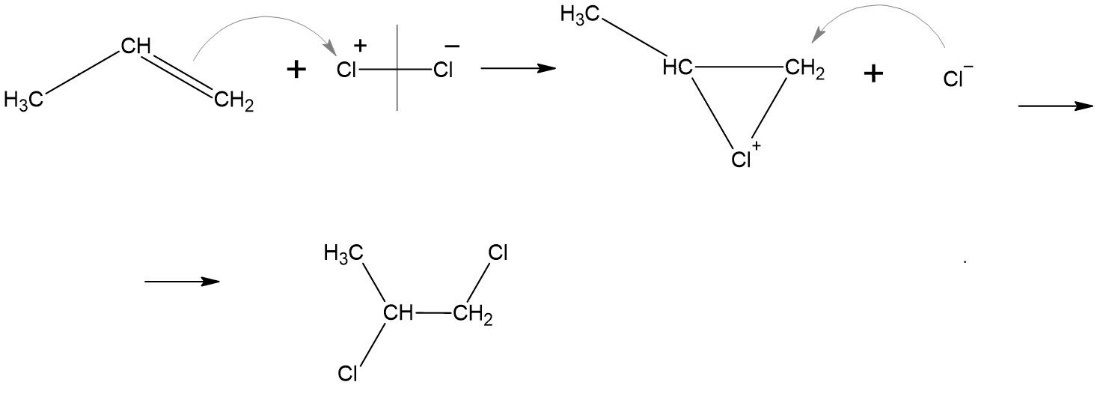 H₃C CH CH₂ + Cl⁺ Cl⁻ H₃C HC CH₂ Cl⁺ + Cl⁻
H₃C Cl
CH CH₂
Cl